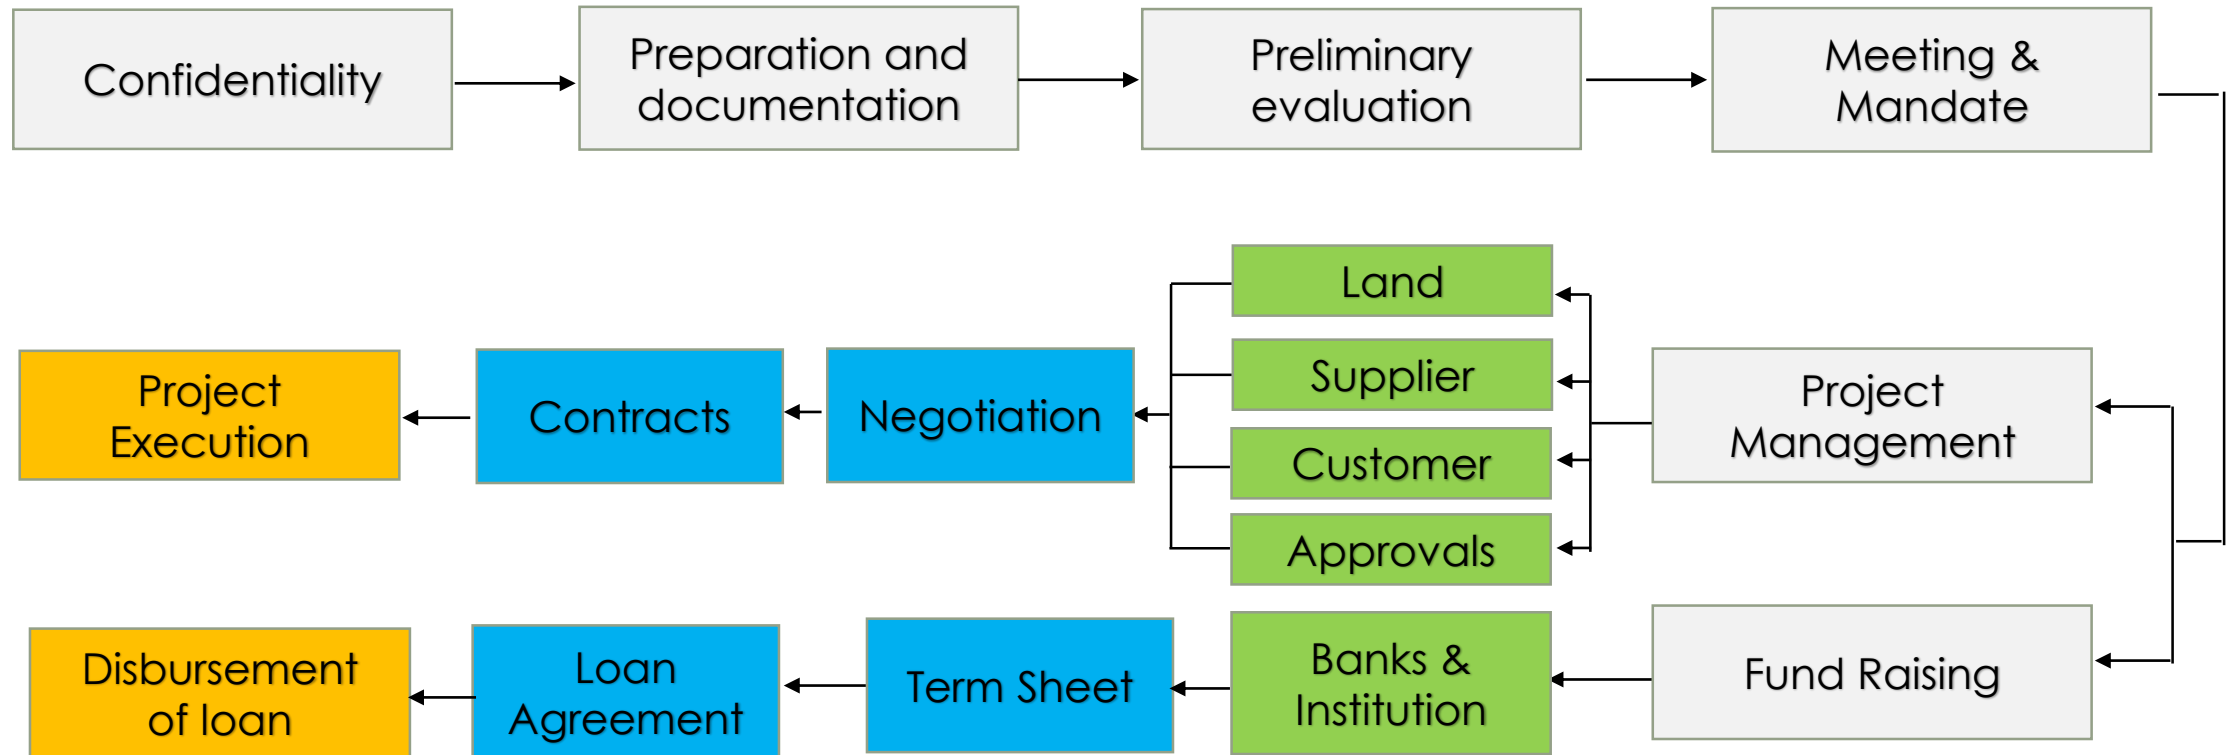 Confidentiality
Preparation and
documentation
Preliminary
evaluation
Meeting &
Mandate
Land
Supplier
Customer
Approvals
Project
Execution
Contracts
Negotiation
Project
Management
Disbursement
of loan
Loan
Agreement
Term Sheet
Banks &
Institution
Fund Raising